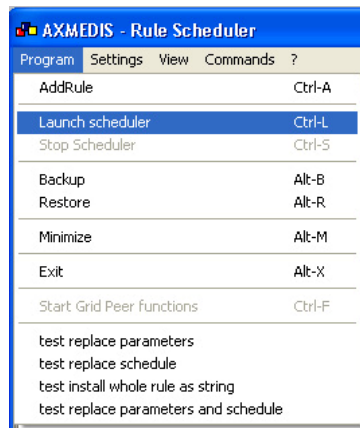 AXMEDIS - Rule Scheduler
Program Settings View Commands ?
AddRule Ctrl-A
Launch scheduler Ctrl-L
Stop Scheduler Ctrl-S
Backup Alt-B
Restore Alt-R
Minimize Alt-M
Exit Alt-X
Start Grid Peer functions Ctrl-F
test replace parameters
test replace schedule
test install whole rule as string
test replace parameters and schedule